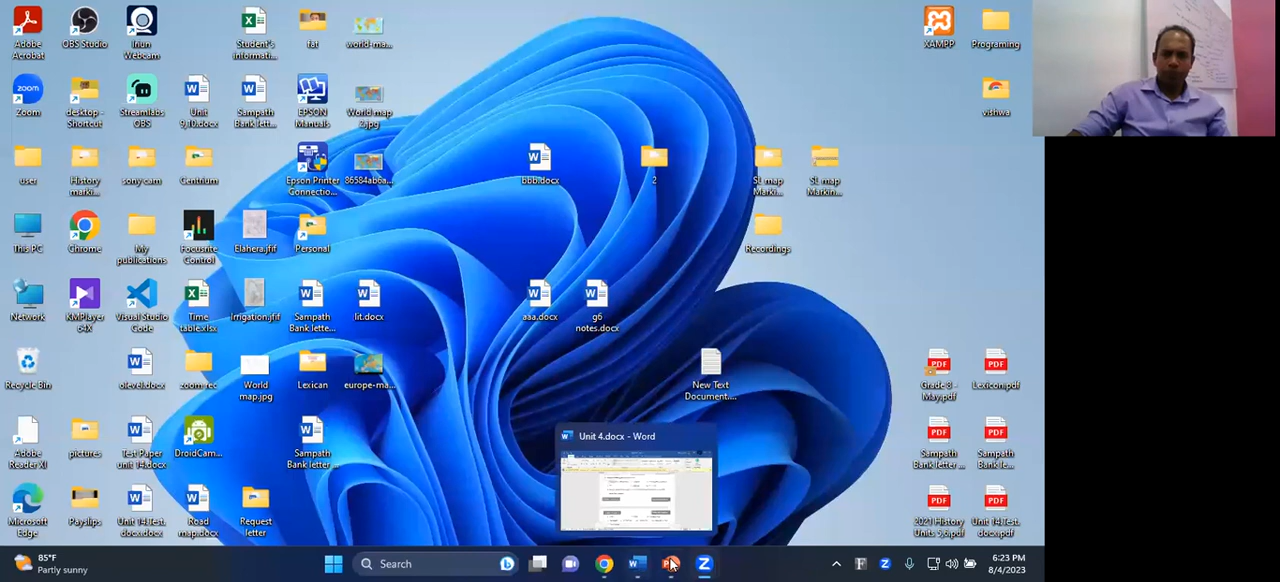 Adobe
Acrobat
OBS Studio
Iriun
Webcam
Student's
Informati...
fat
world-ma...
XAMPP
Programing
Zoom
desktop -
Shortcut
Streamlabs
OBS
Unit
9,10.docx
Sampath
Bank lett...
EPSON
Manuals
World map
2.jpg
vishwa
user
History
marki...
sony cam
Centrium
Epson Printer
Connectio...
bbb.docx
2
SL map
Marki...
SL map
Markin...
This PC
Chrome
My
publications
Focusrite
Control
Elahera.jfif
Personal
Recordings
Network
KMPlayer
64X
Visual Studio
Code
Time
table.xlsx
Irrigation.jfif
Sampath
Bank lette...
lit.docx
aaa.docx
g6
notes.docx
Recycle Bin
olevel.docx
zoom rec
World
map.jpg
Lexican
europe-ma...
New Text
Document....
Grade 8 -
May.pdf
Lexicon.pdf
Adobe
Reader XI
pictures
Test Paper
unit 14.docx
DroidCam...
Sampath
Bank letter
Unit 4.docx - Word
Sampath
Bank letter ...
Sampath
Bank le...
Microsoft
Edge
Payslips
Unit 14.Test.
docx.docx
Road
map.docx
Request
letter
2021 History
Units 5,6.pdf
Unit 14.Test.
docx.pdf
85°F
Partly sunny
Search
6:23 PM
8/4/2023